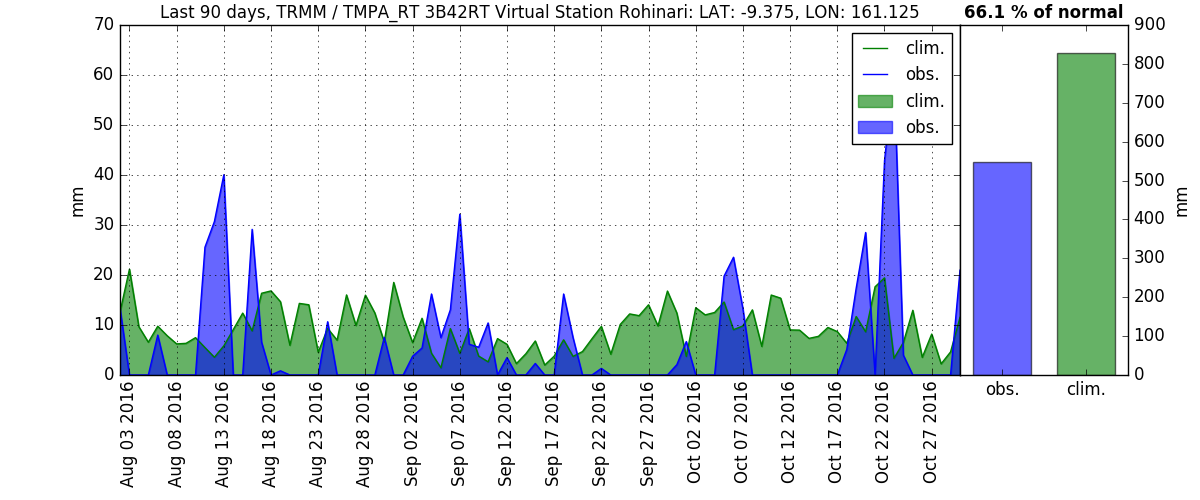 Last 90 days, TRMM / TMPA_RT 3B42RT Virtual Station Rohinari: LAT: -9.375, LON: 161.125
66.1 % of normal
70
60
50
40
30
20
10
0
mm
clim.
obs.
clim.
obs.
900
800
700
600
500
400
300
200
100
0
mm
Aug 03 2016
Aug 08 2016
Aug 13 2016
Aug 18 2016
Aug 23 2016
Aug 28 2016
Sep 02 2016
Sep 07 2016
Sep 12 2016
Sep 17 2016
Sep 22 2016
Sep 27 2016
Oct 02 2016
Oct 07 2016
Oct 12 2016
Oct 17 2016
Oct 22 2016
Oct 27 2016
obs.
clim.